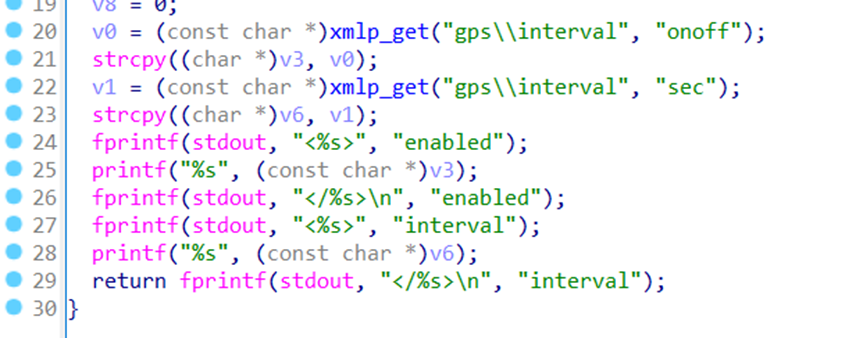 19 v8 = 0;
20 v0 = (const char *)xmlp_get("gps\\interval", "onoff");
21 strcpy((char *)v3, v0);
22 v1 = (const char *)xmlp_get("gps\\interval", "sec");
23 strcpy((char *)v6, v1);
24 fprintf(stdout, "<%s>", "enabled");
25 printf("%s", (const char *)v3);
26 fprintf(stdout, "</%s>\n", "enabled");
27 fprintf(stdout, "<%s>", "interval");
28 printf("%s", (const char *)v6);
29 return fprintf(stdout, "</%s>\n", "interval");
30 }